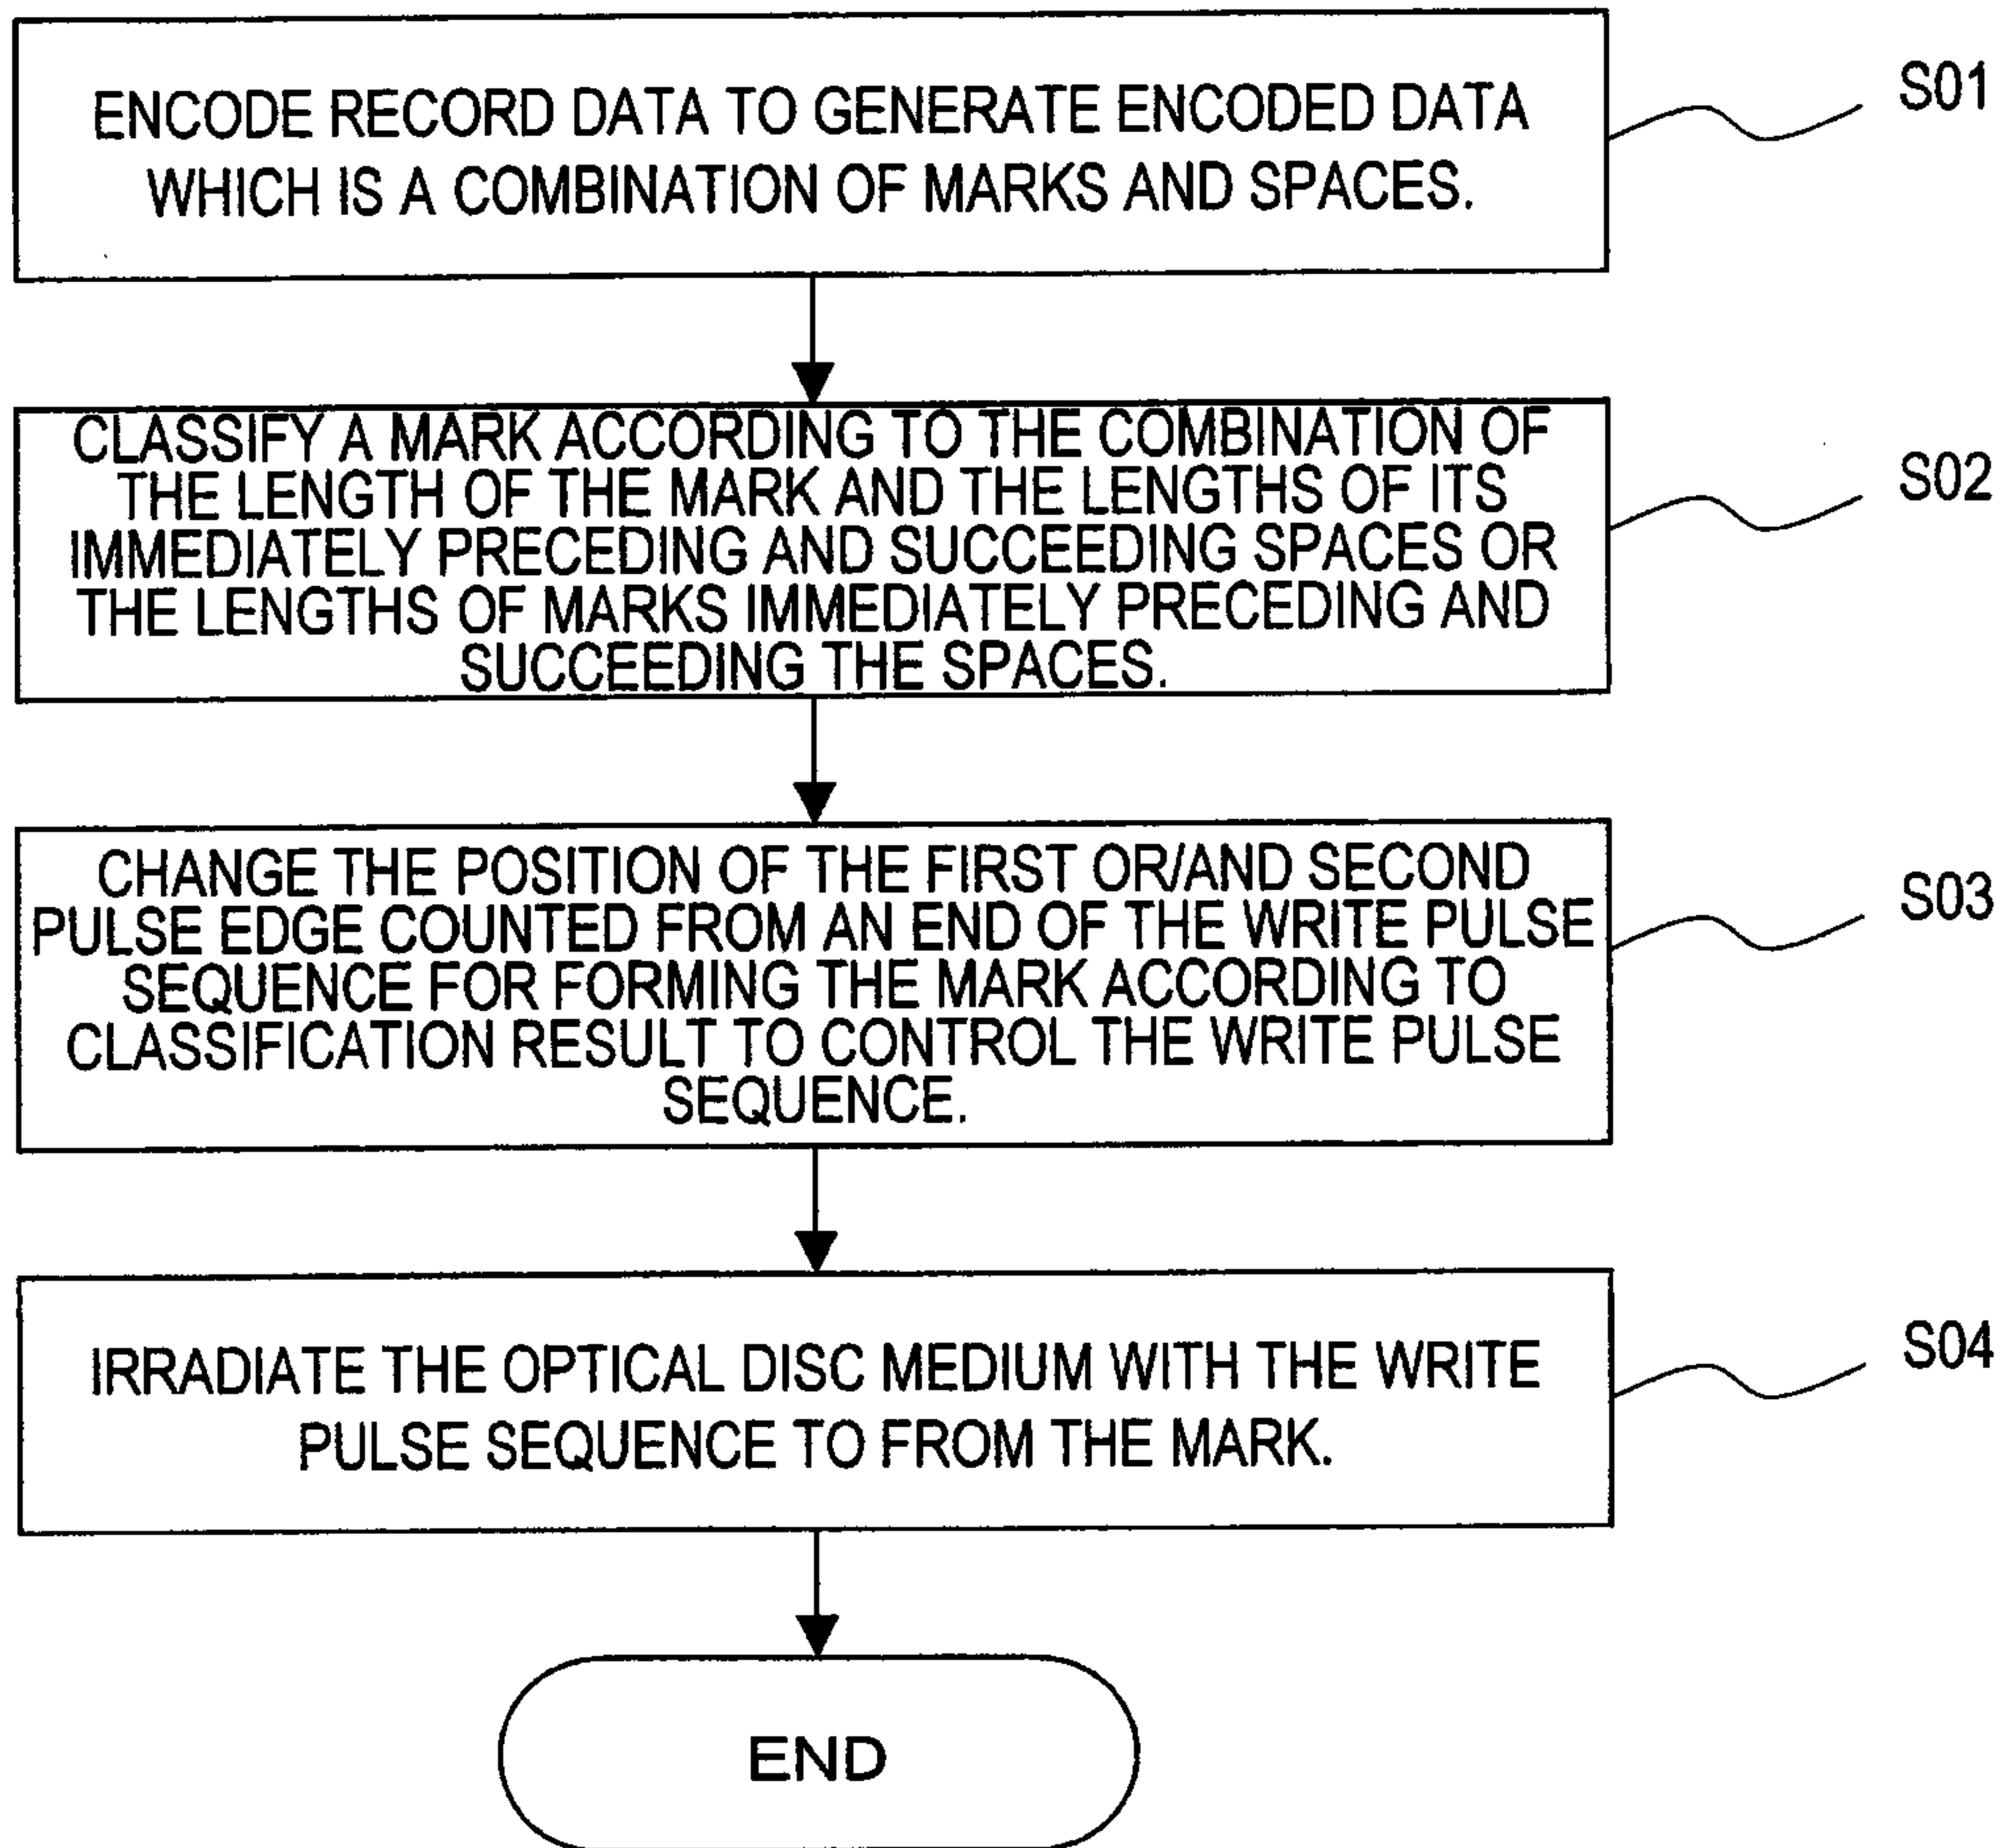 ENCODE RECORD DATA TO GENERATE ENCODED DATA
WHICH IS A COMBINATION OF MARKS AND SPACES.
S01
CLASSIFY A MARK ACCORDING TO THE COMBINATION OF
THE LENGTH OF THE MARK AND THE LENGTHS OF ITS
IMMEDIATELY PRECEDING AND SUCCEEDING SPACES OR
THE LENGTHS OF MARKS IMMEDIATELY PRECEDING AND
SUCCEEDING THE SPACES.
S02
CHANGE THE POSITION OF THE FIRST OR/AND SECOND
PULSE EDGE COUNTED FROM AN END OF THE WRITE PULSE
SEQUENCE FOR FORMING THE MARK ACCORDING TO
CLASSIFICATION RESULT TO CONTROL THE WRITE PULSE
SEQUENCE.
S03
IRRADIATE THE OPTICAL DISC MEDIUM WITH THE WRITE
PULSE SEQUENCE TO FROM THE MARK.
S04
END